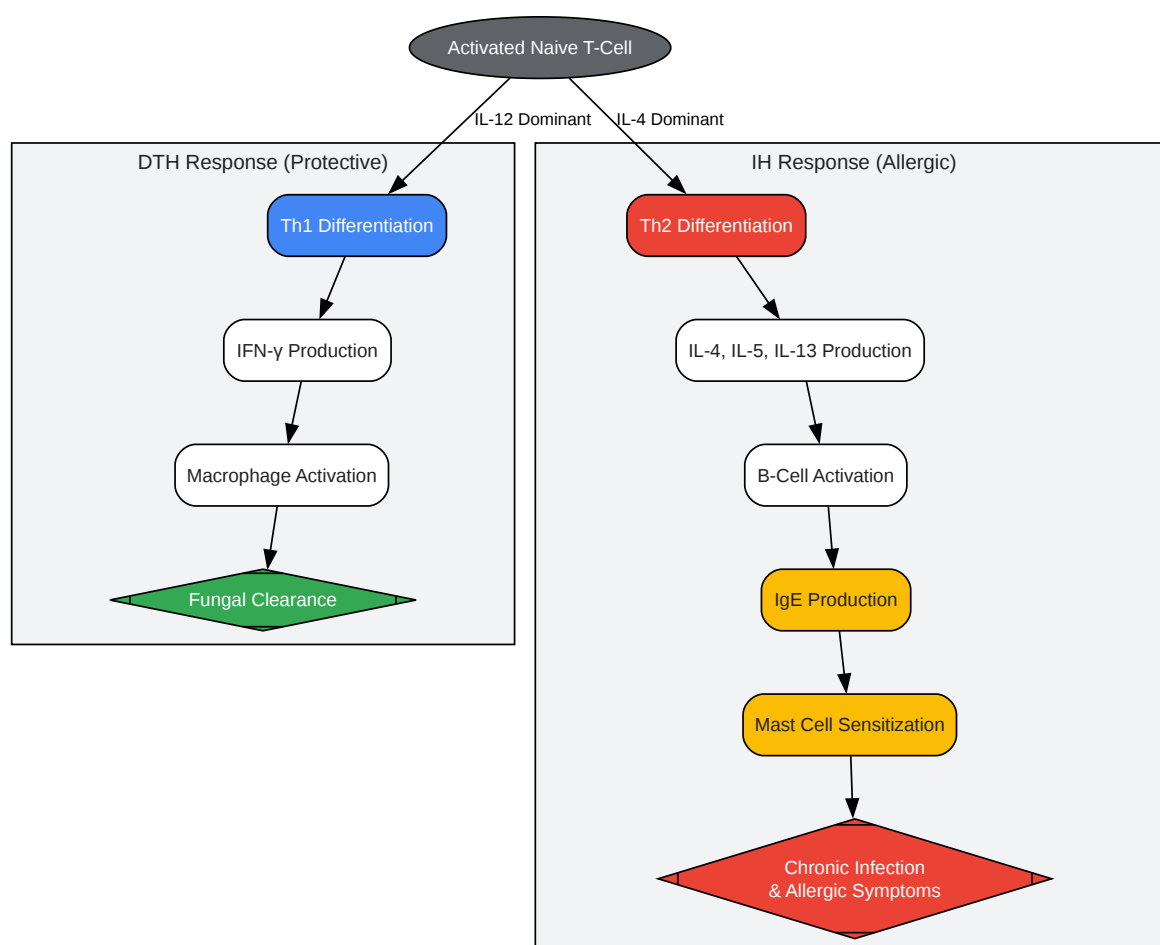 Activated Naive T-Cell
IL-12 Dominant
IL-4 Dominant
DTH Response (Protective)
Th1 Differentiation
IFN-γ Production
Macrophage Activation
Fungal Clearance
IH Response (Allergic)
Th2 Differentiation
IL-4, IL-5, IL-13 Production
B-Cell Activation
IgE Production
Mast Cell Sensitization
Chronic Infection
& Allergic Symptoms